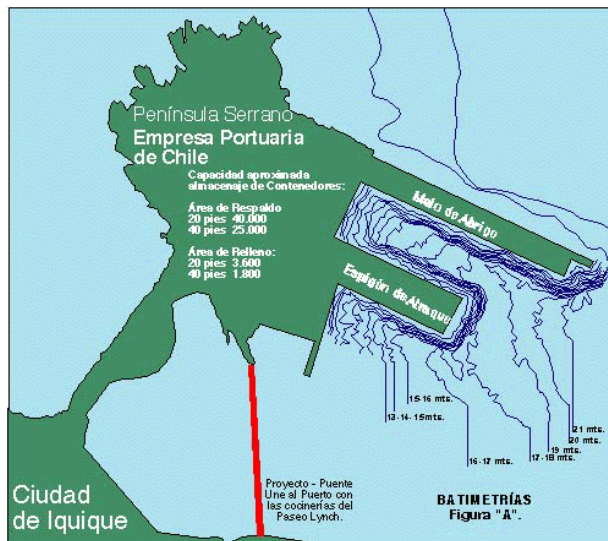 Península Serrano
Empresa Portuaria
de Chile
Capacidad aproximada
almacenaje de Contenedores:
Área de Respaldo
20 pies 40.000
40 pies 25.000
Área de Relleno:
20 pies 3.600
40 pies 1.800
Molo de Abrigo
Espigón de Atraque
15-16 mts.
13-14-15mts.
16-17 mts.
17-18 mts.
19 mts.
20 mts.
21 mts.
Proyecto - Puente
Une al Puerto con
las cocinerías del
Paseo Lynch.
BATIMETRÍAS
Figura "A".
Ciudad
de Iquique